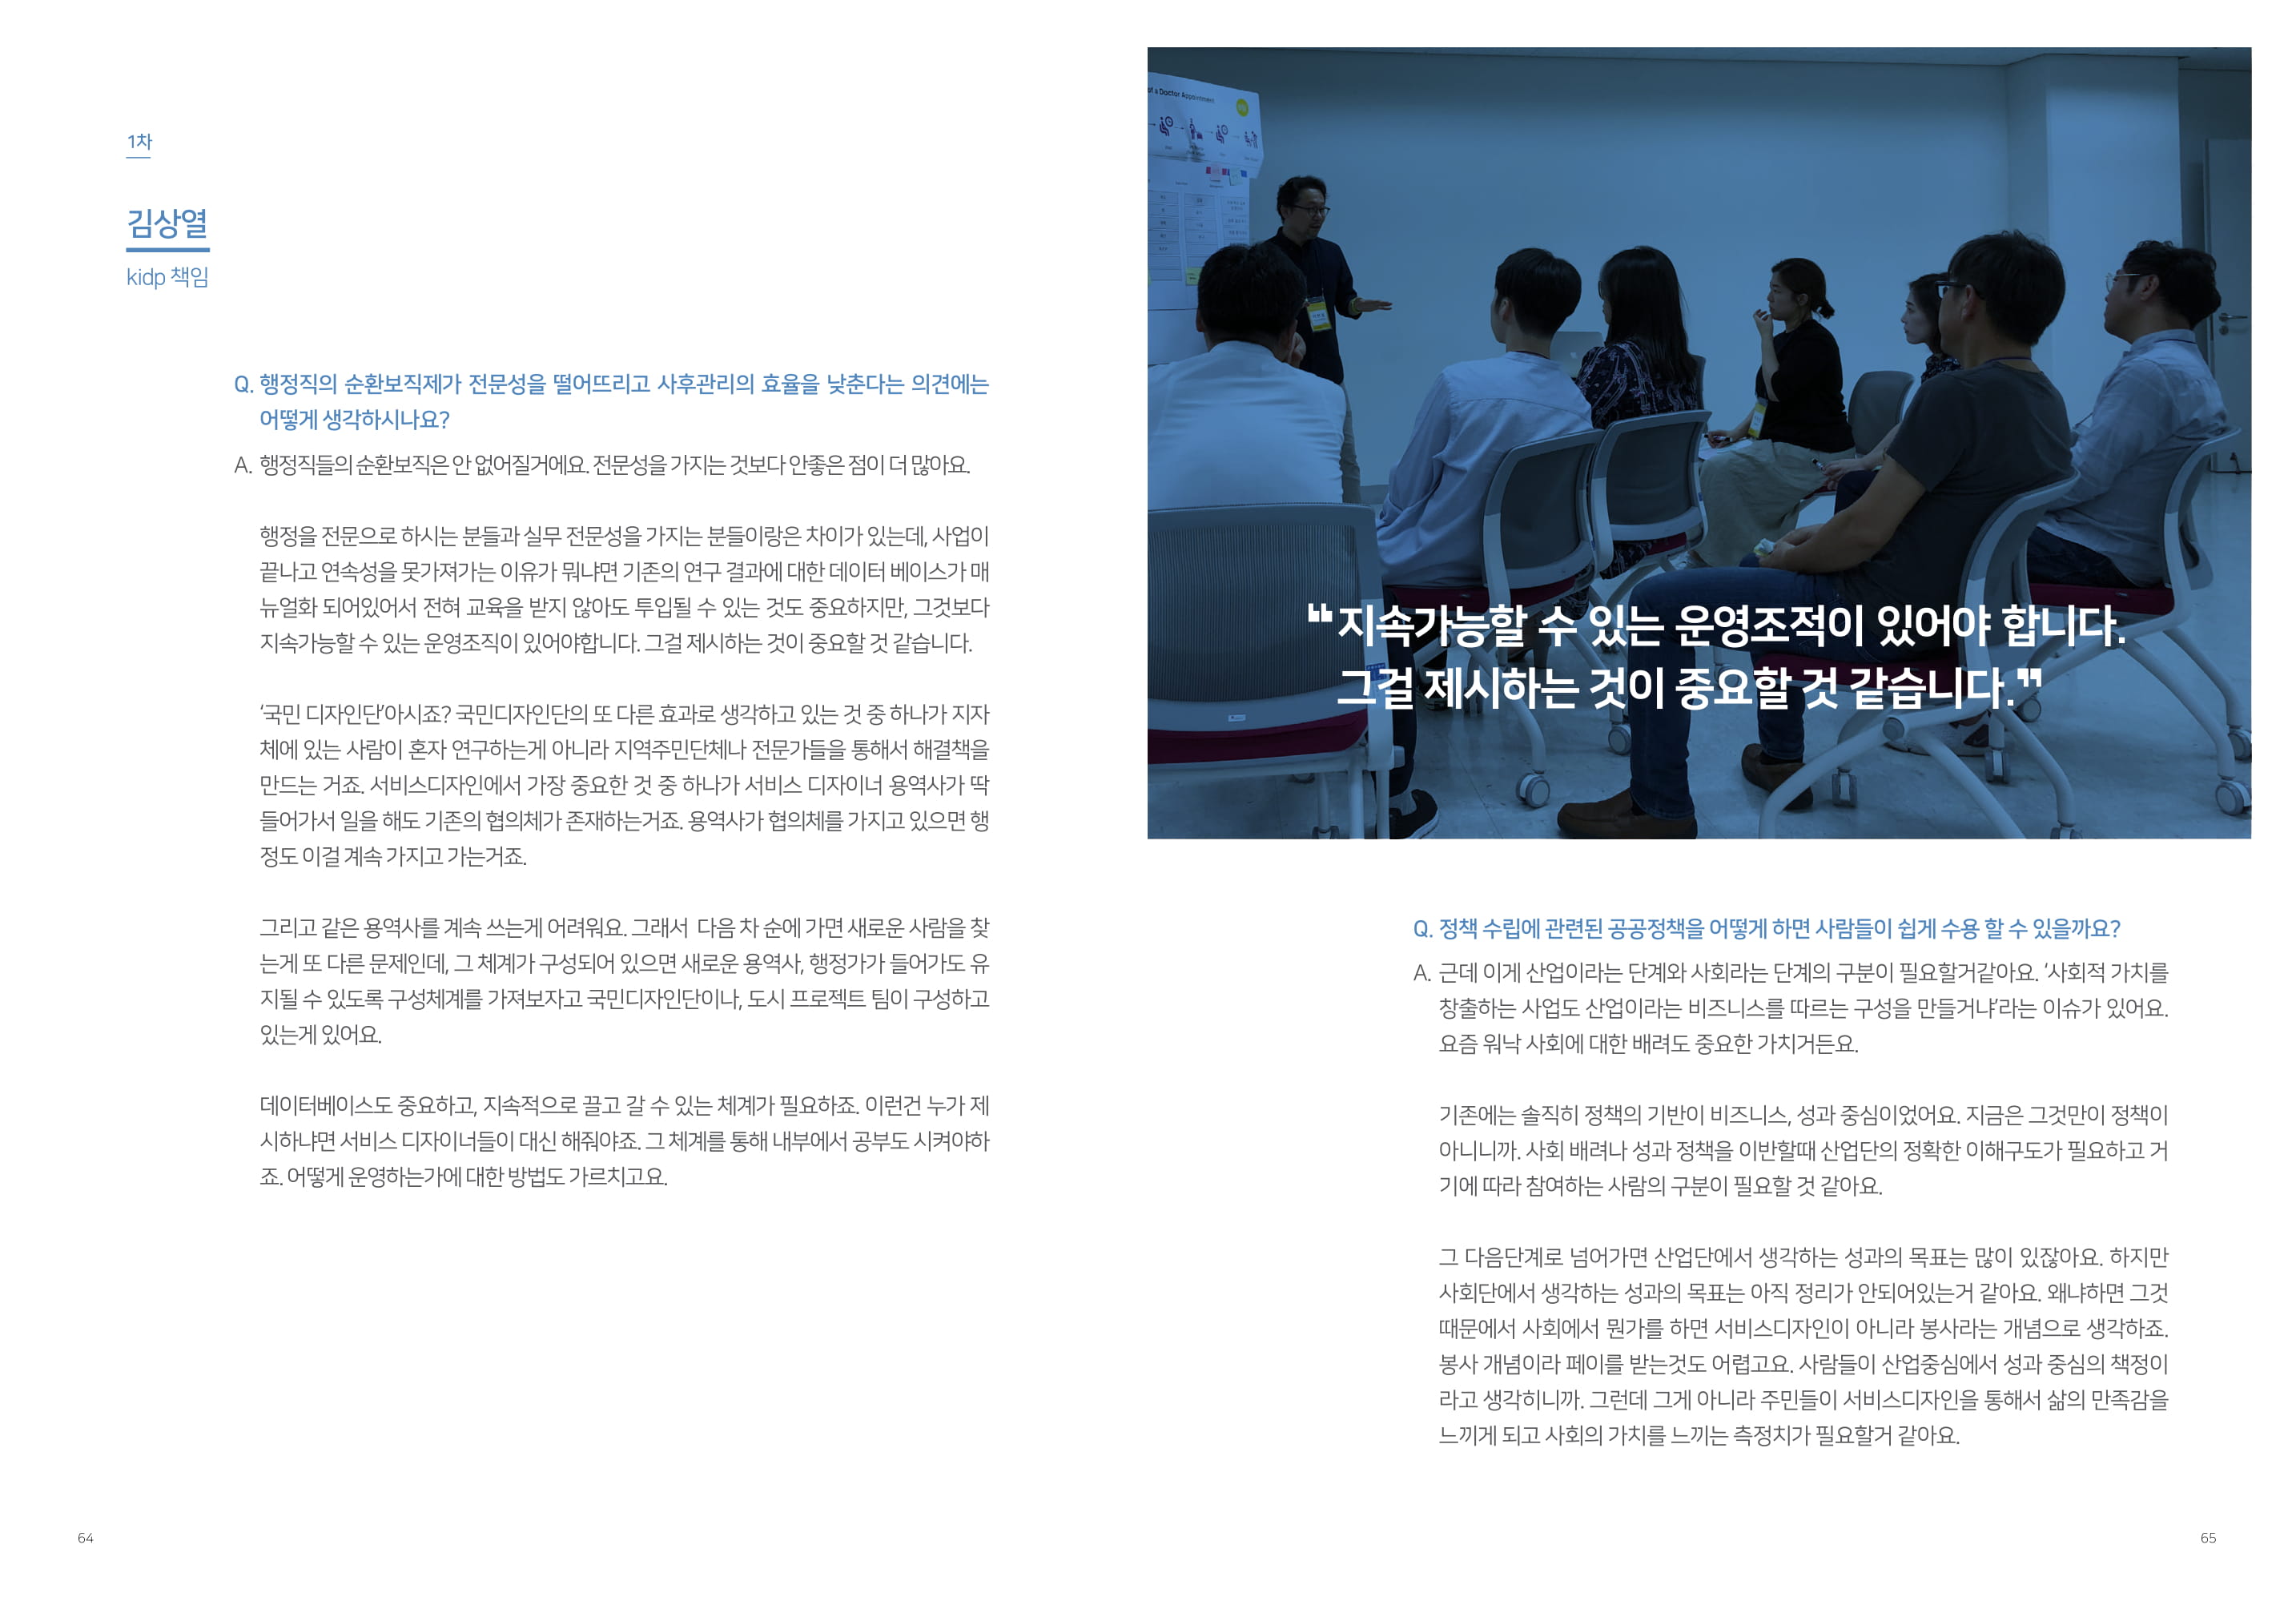 1차
김상열
kidp 책임
Q. 행정직의 순환보직제가 전문성을 떨어뜨리고 사후관리의 효율을 낮춘다는 의견에는
어떻게 생각하시나요?
A. 행정직들의 순환보직은 안 없어질거에요. 전문성을 가지는 것보다 안좋은 점이 더 많아요.
행정을 전문으로 하시는 분들과 실무 전문성을 가지는 분들이랑은 차이가 있는데, 사업이
끝나고 연속성을 못가져가는 이유가 뭐냐면 기존의 연구 결과에 대한 데이터 베이스가 매
뉴얼화 되어있어서 전혀 교육을 받지 않아도 투입될 수 있는 것도 중요하지만, 그것보다
지속가능할 수 있는 운영조직이 있어야합니다. 그걸 제시하는 것이 중요할 것 같습니다.
‘국민 디자인단’아시죠? 국민디자인단의 또 다른 효과로 생각하고 있는 것 중 하나가 지자
체에 있는 사람이 혼자 연구하는게 아니라 지역주민단체나 전문가들을 통해서 해결책을
만드는 거죠. 서비스디자인에서 가장 중요한 것 중 하나가 서비스 디자이너 용역사가 딱
들어가서 일을 해도 기존의 협의체가 존재하는거죠. 용역사가 협의체를 가지고 있으면 행
정도 이걸 계속 가지고 가는거죠.
그리고 같은 용역사를 계속 쓰는게 어려워요. 그래서 다음 차 순에 가면 새로운 사람을 찾
는게 또 다른 문제인데, 그 체계가 구성되어 있으면 새로운 용역사, 행정가가 들어가도 유
지될 수 있도록 구성체계를 가져보자고 국민디자인단이나, 도시 프로젝트 팀이 구성하고
있는게 있어요.
데이터베이스도 중요하고, 지속적으로 끌고 갈 수 있는 체계가 필요하죠. 이런건 누가 제
시하냐면 서비스 디자이너들이 대신 해줘야죠. 그 체계를 통해 내부에서 공부도 시켜야하
죠. 어떻게 운영하는가에 대한 방법도 가르치고요.
64
of a Doctor Appointment
❝지속가능할 수 있는 운영조적이 있어야 합니다.
그걸 제시하는 것이 중요할 것 같습니다.❞
Q. 정책 수립에 관련된 공공정책을 어떻게 하면 사람들이 쉽게 수용 할 수 있을까요?
A. 근데 이게 산업이라는 단계와 사회라는 단계의 구분이 필요할거같아요. ‘사회적 가치를
창출하는 사업도 산업이라는 비즈니스를 따르는 구성을 만들거냐’라는 이슈가 있어요.
요즘 워낙 사회에 대한 배려도 중요한 가치거든요.
기존에는 솔직히 정책의 기반이 비즈니스, 성과 중심이었어요. 지금은 그것만이 정책이
아니니까. 사회 배려나 성과 정책을 이반할때 산업단의 정확한 이해구도가 필요하고 거
기에 따라 참여하는 사람의 구분이 필요할 것 같아요.
그 다음단계로 넘어가면 산업단에서 생각하는 성과의 목표는 많이 있잖아요. 하지만
사회단에서 생각하는 성과의 목표는 아직 정리가 안되어있는거 같아요. 왜냐하면 그것
때문에서 사회에서 뭔가를 하면 서비스디자인이 아니라 봉사라는 개념으로 생각하죠.
봉사 개념이라 페이를 받는것도 어렵고요. 사람들이 산업중심에서 성과 중심의 책정이
라고 생각히니까. 그런데 그게 아니라 주민들이 서비스디자인을 통해서 삶의 만족감을
느끼게 되고 사회의 가치를 느끼는 측정치가 필요할거 같아요.
65